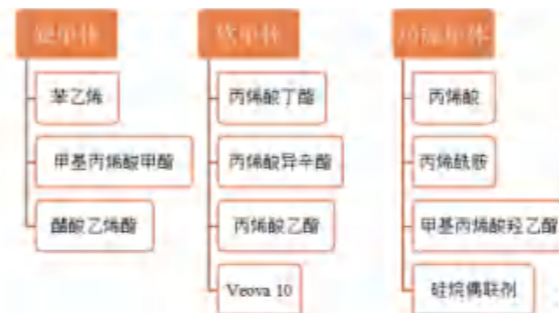 硬单体
苯乙烯
甲基丙烯酸甲酯
醋酸乙烯酯
软单体
丙烯酸丁酯
丙烯酸异辛酯
丙烯酸乙酯
Veova 10
功能单体
丙烯酸
丙烯酰胺
甲基丙烯酸羟乙酯
硅烷偶联剂